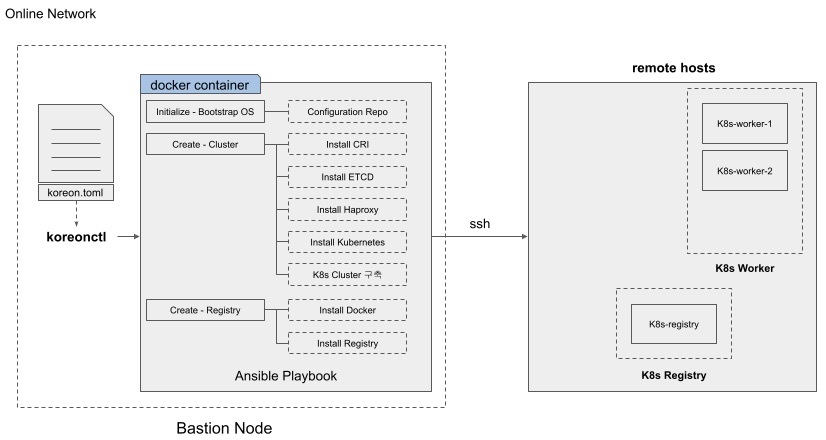 Online Network
remote hosts
docker container
Initialize - Bootstrap OS
Configuration Repo
Create - Cluster
Install CRI
Install ETCD
Install Haproxy
Install Kubernetes
K8s Cluster 구축
Create - Registry
Install Docker
Install Registry
Ansible Playbook
koreon.toml
koreonctl
Bastion Node
ssh
K8s-worker-1
K8s-worker-2
K8s Worker
K8s-registry
K8s Registry